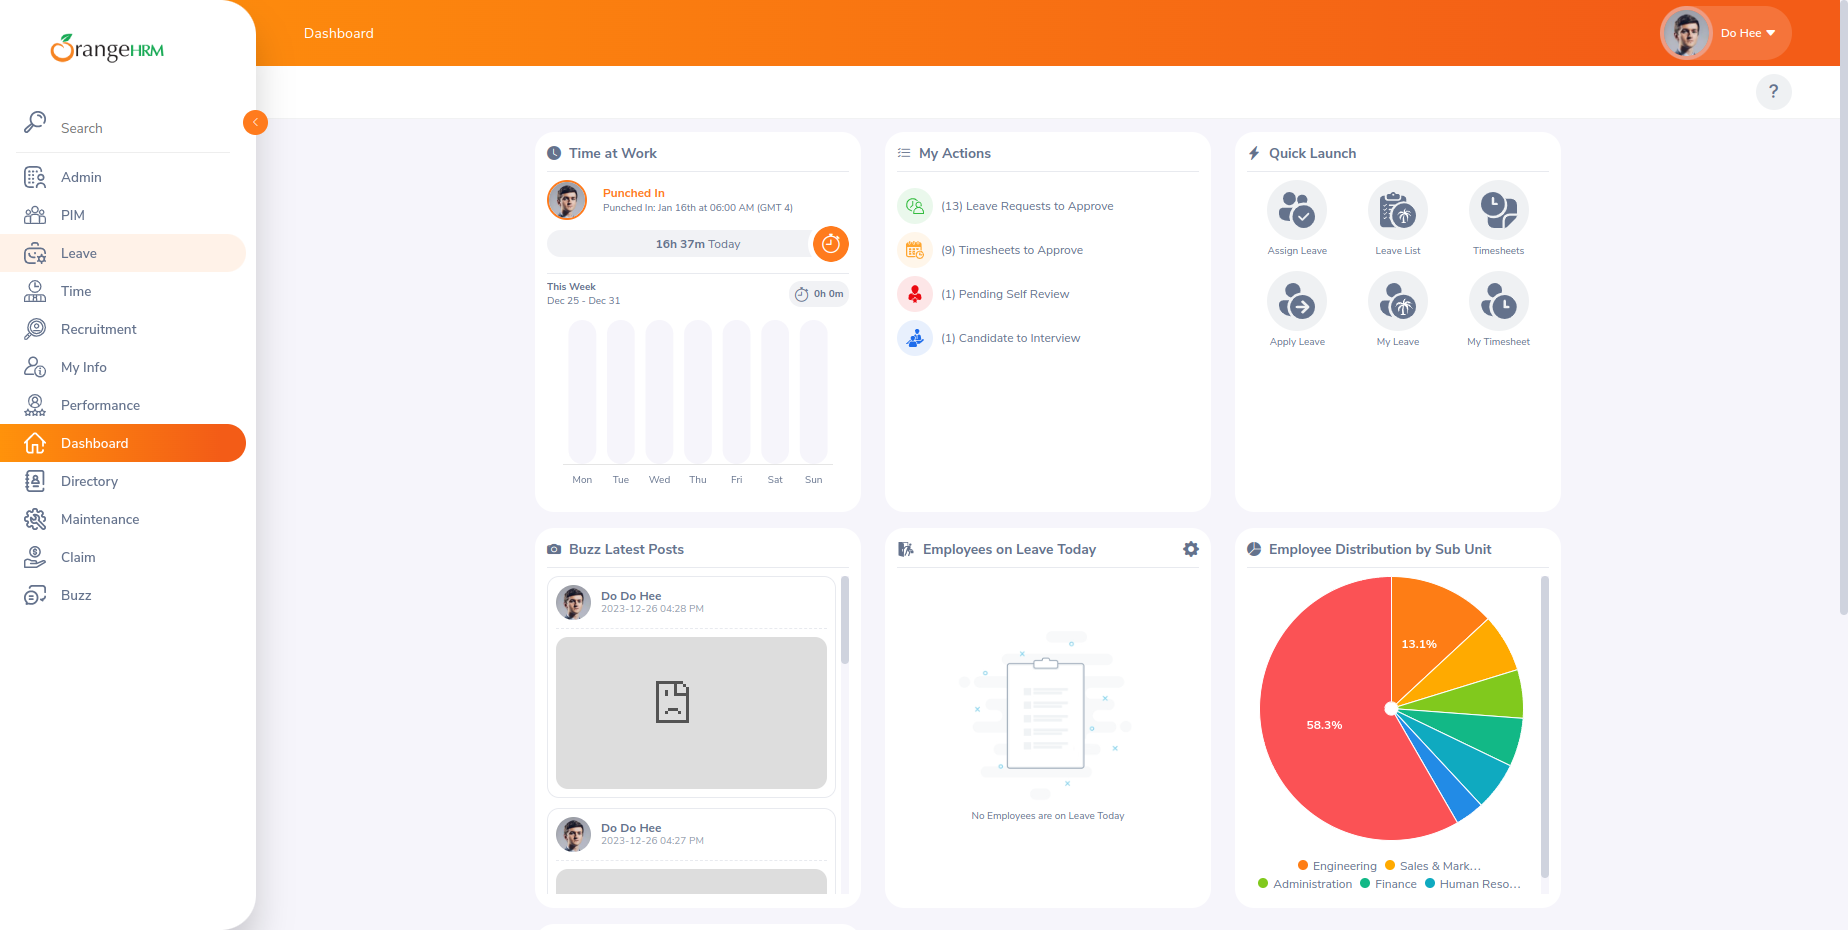 OrangeHRM
Dashboard
Do Hee
?
Search
Admin
PIM
Leave
Time
Recruitment
My Info
Performance
Dashboard
Directory
Maintenance
Claim
Buzz
Time at Work
Punched In
Punched In: Jan 16th at 06:00 AM (GMT 4)
16h 37m Today
This Week
Dec 25 - Dec 31
0h 0m
Mon Tue Wed Thu Fri Sat Sun
My Actions
(13) Leave Requests to Approve
(9) Timesheets to Approve
(1) Pending Self Review
(1) Candidate to Interview
Quick Launch
Assign Leave Leave List Timesheets
Apply Leave My Leave My Timesheet
Buzz Latest Posts
Do Do Hee
2023-12-26 04:28 PM
Do Do Hee
2023-12-26 04:27 PM
Employees on Leave Today
No Employees are on Leave Today
Employee Distribution by Sub Unit
13.1%
58.3%
Engineering Sales & Mark...
Administration Finance Human Reso...